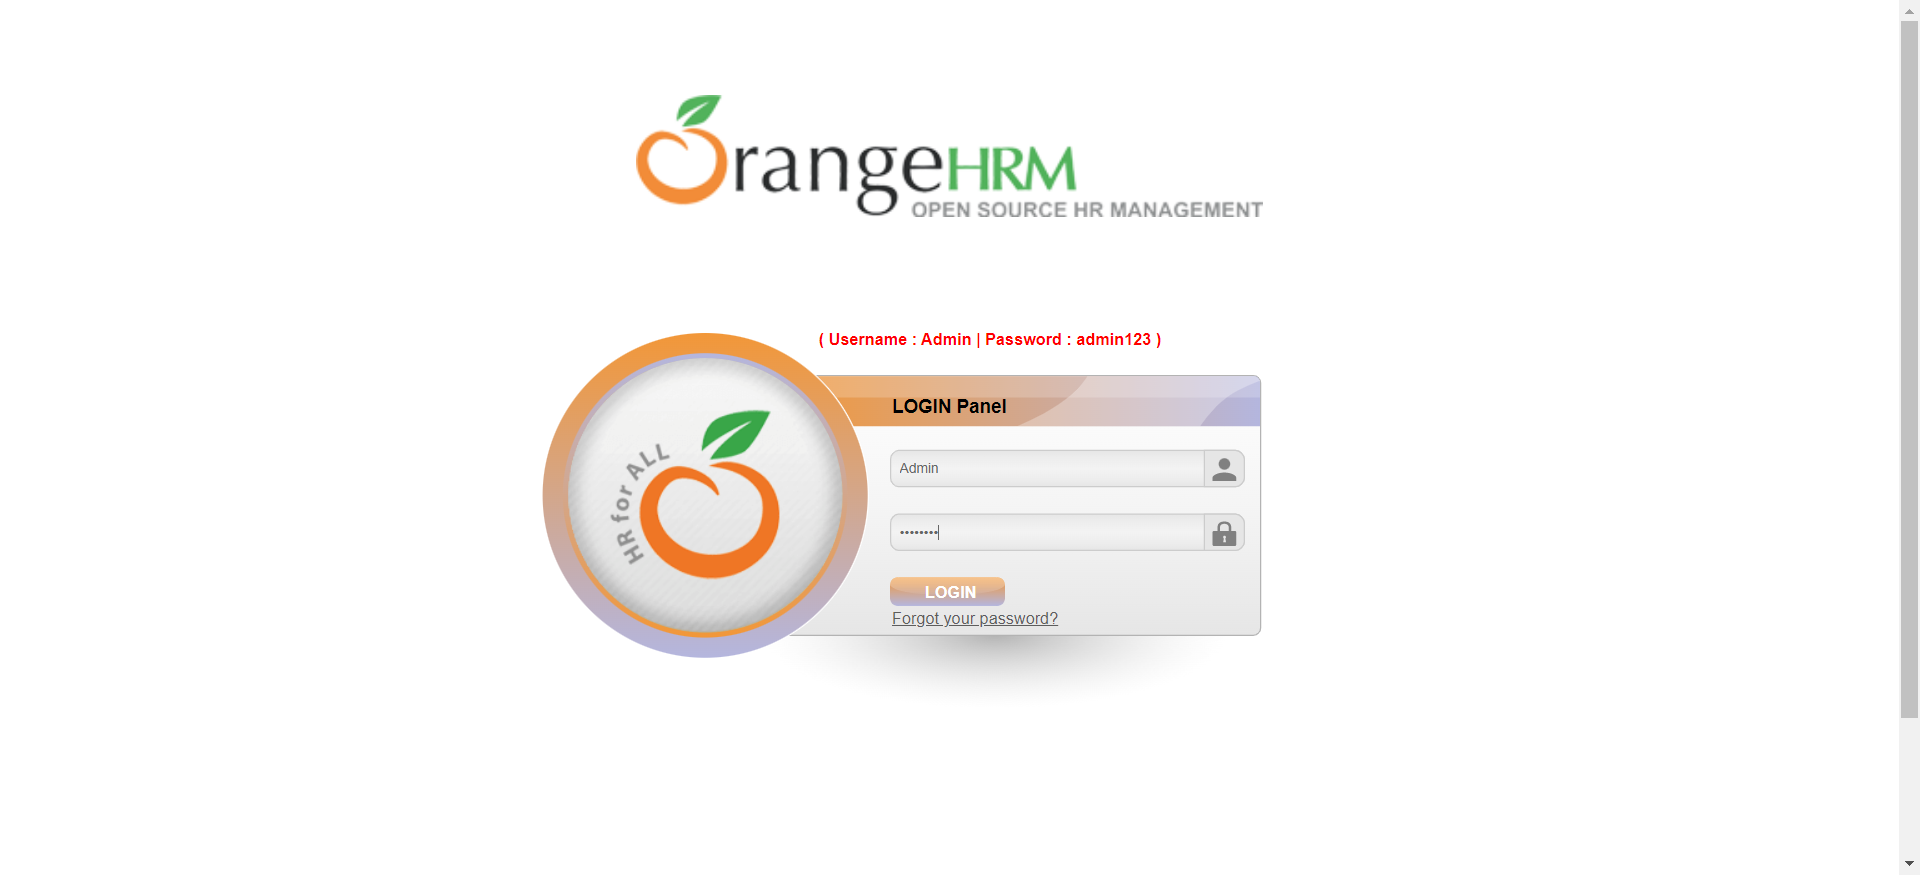 OrangeHRM
OPEN SOURCE HR MANAGEMENT
( Username : Admin | Password : admin123 )
HR for ALL
LOGIN Panel
Admin
••••••••
LOGIN
Forgot your password?